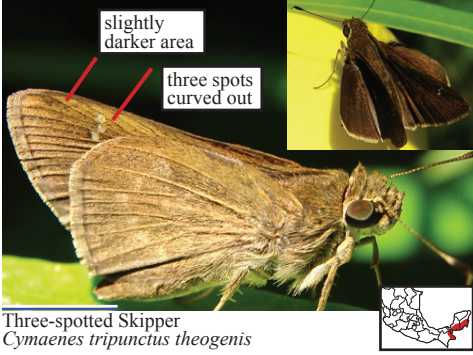 slightly
darker area
three spots
curved out
Three-spotted Skipper
Cymaenes tripunctus theogenis